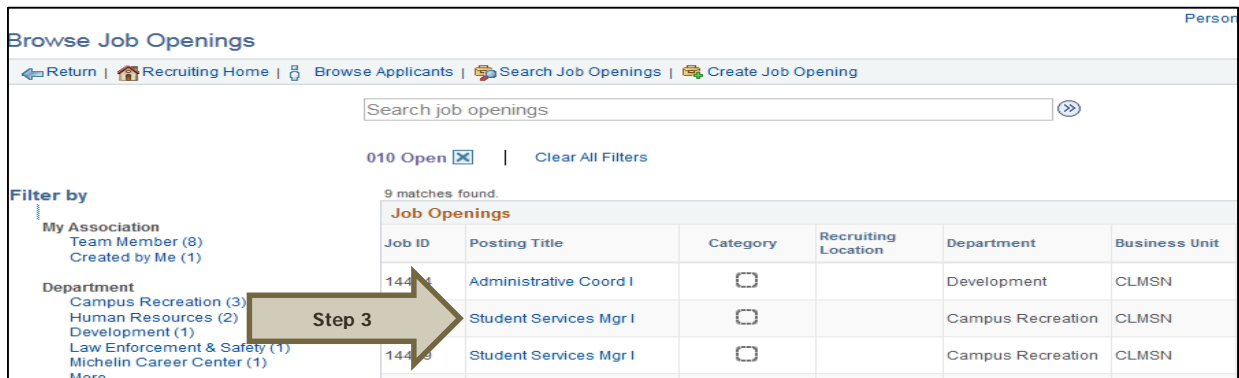 Person
Browse Job Openings
Return | Recruiting Home | Browse Applicants | Search Job Openings | Create Job Opening
Search job openings
010 Open | Clear All Filters
Filter by
My Association
Team Member (8)
Created by Me (1)
Department
Campus Recreation (3)
Human Resources (2)
Development (1)
Law Enforcement & Safety (1)
Michelin Career Center (1)
9 matches found.
Job Openings
Job ID Posting Title Category Recruiting Location Department Business Unit
Administrative Coord I Development CLMSN
Step 3
Student Services Mgr I Campus Recreation CLMSN
Student Services Mgr I Campus Recreation CLMSN